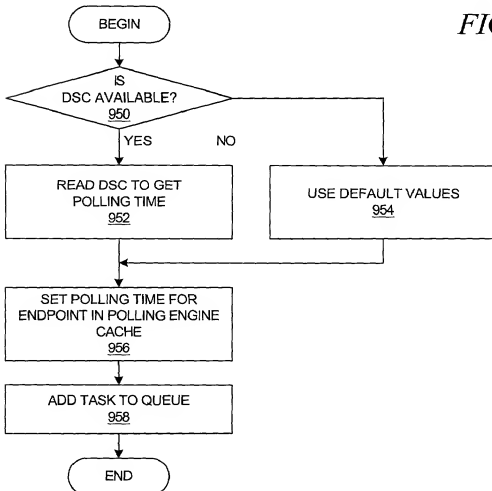 BEGIN
FIG
IS
DSC AVAILABLE?
950
YES
NO
READ DSC TO GET
POLLING TIME
952
USE DEFAULT VALUES
954
SET POLLING TIME FOR
ENDPOINT IN POLLING ENGINE
CACHE
956
ADD TASK TO QUEUE
958
END